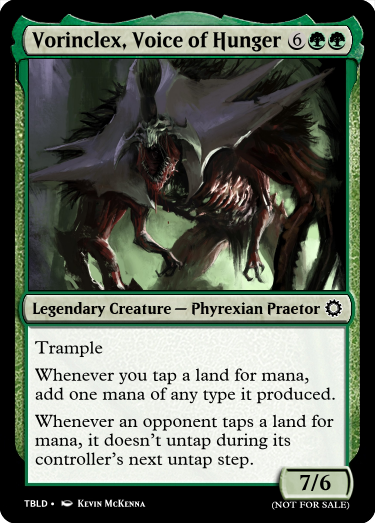 Vorinclex, Voice of Hunger 6
Legendary Creature — Phyrexian Praetor
Trample
Whenever you tap a land for mana,
add one mana of any type it produced.
Whenever an opponent taps a land for
mana, it doesn't untap during its
controller's next untap step.
7/6
TBLD • Kevin McKenna
(NOT FOR SALE)